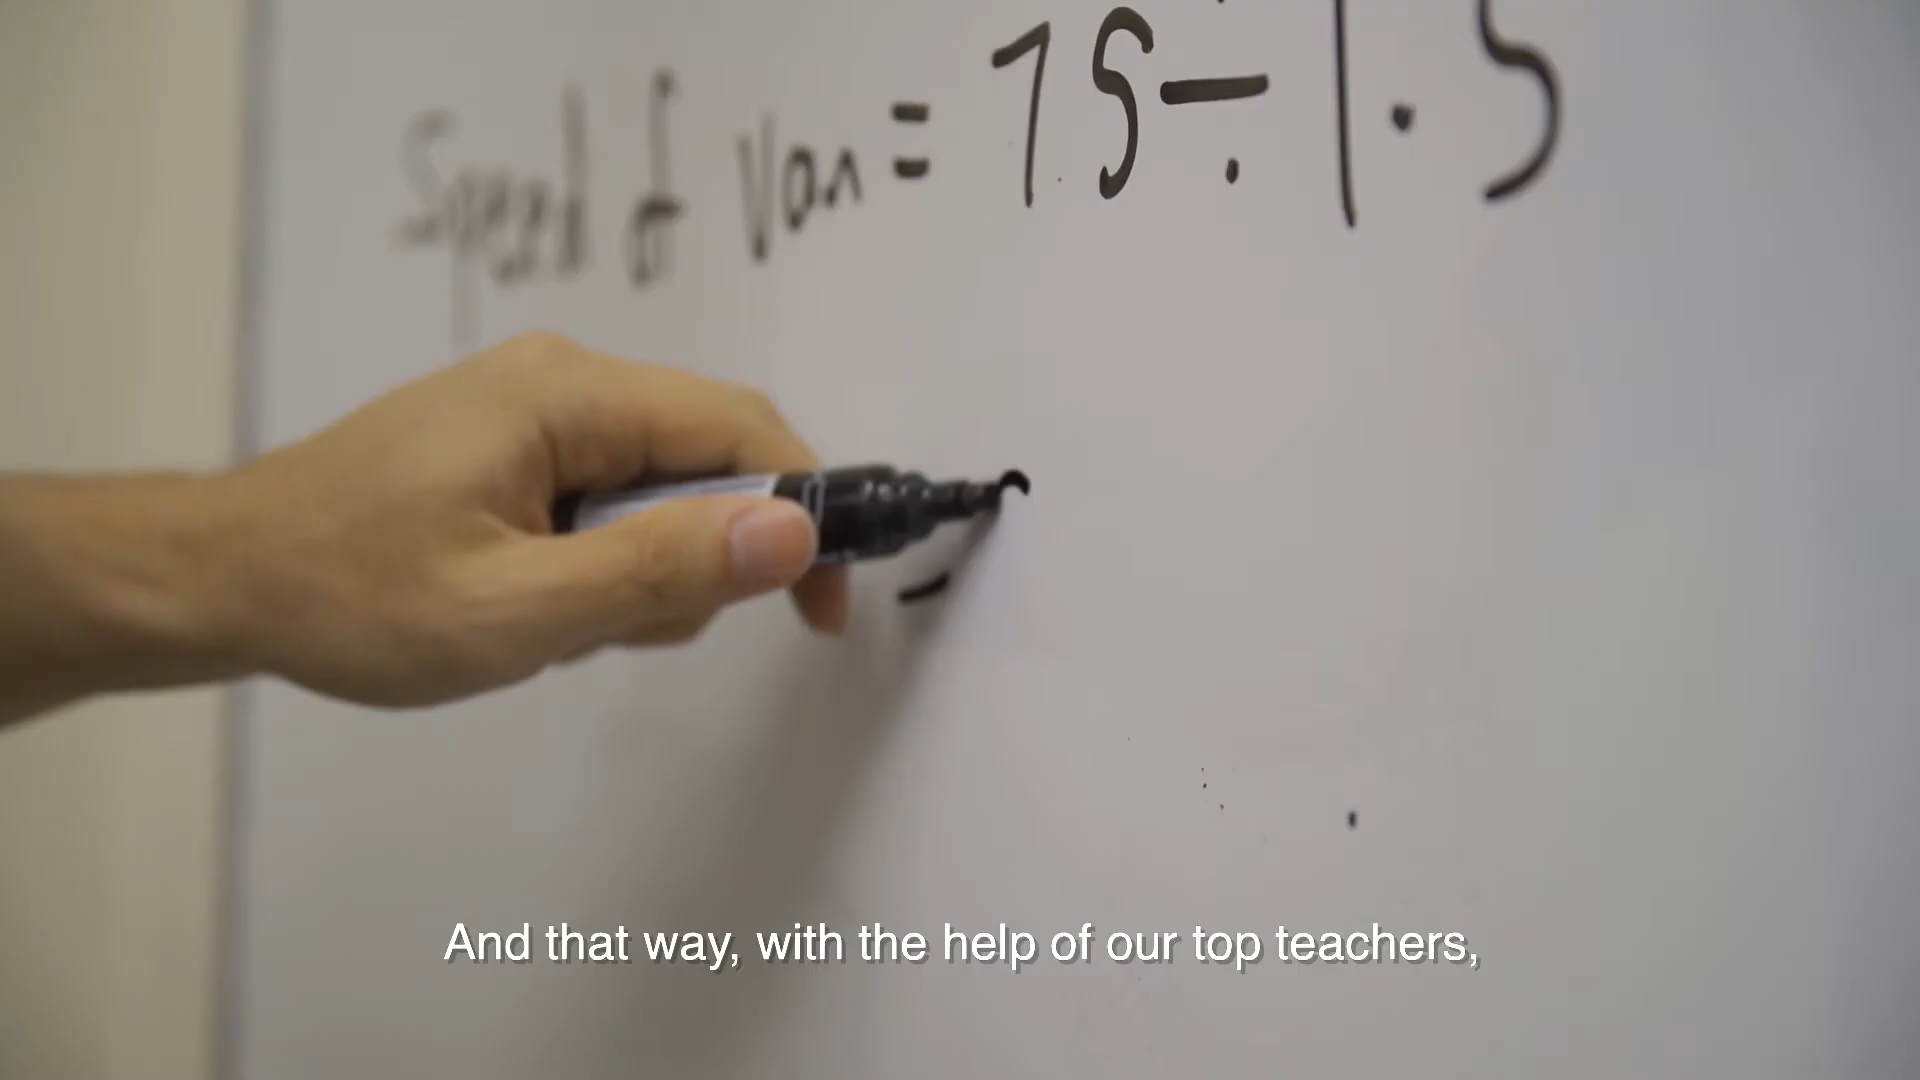 Speed of Van = 75 ÷ 1.5
And that way, with the help of our top teachers,